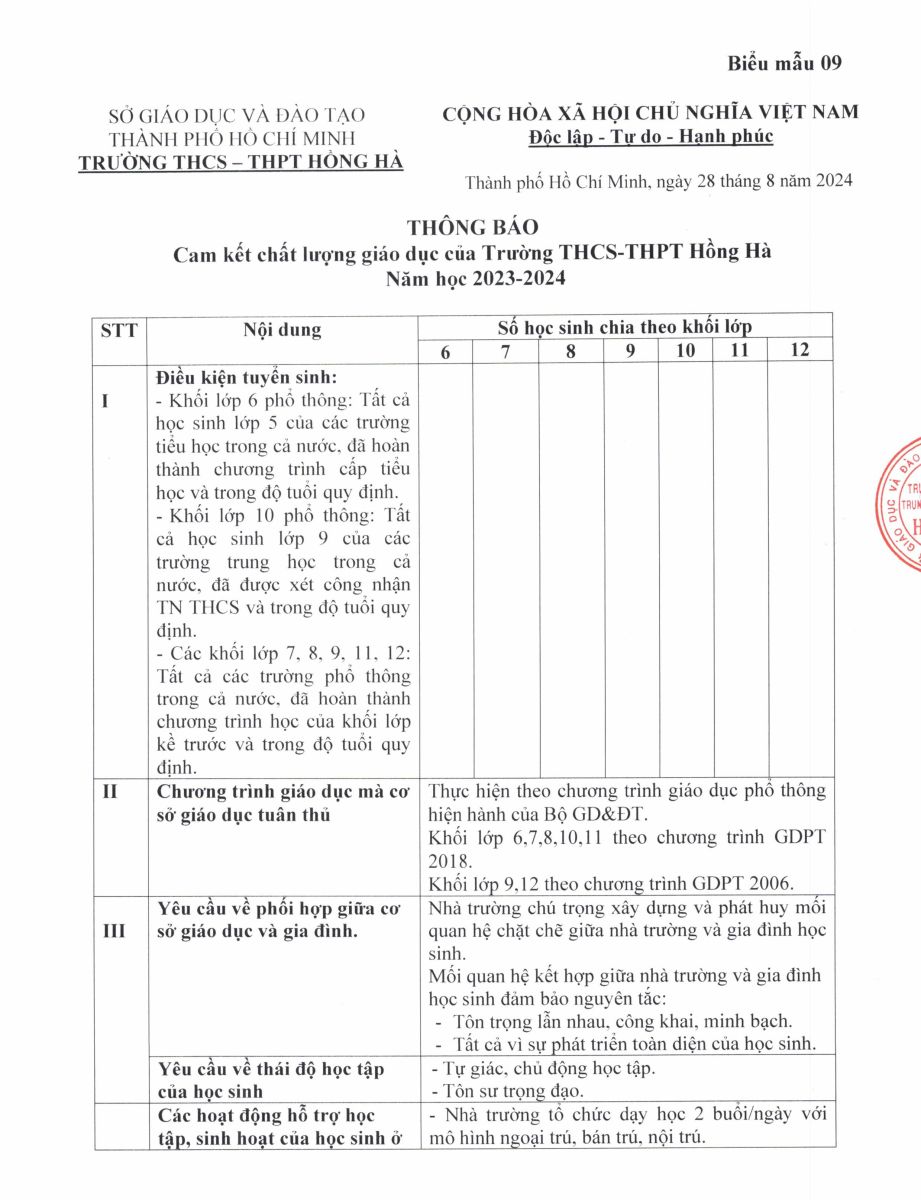 Biểu mẫu 09
SỞ GIÁO DỤC VÀ ĐÀO TẠO
THÀNH PHỐ HỒ CHÍ MINH
TRƯỜNG THCS – THPT HỒNG HÀ
CỘNG HÒA XÃ HỘI CHỦ NGHĨA VIỆT NAM
Độc lập - Tự do - Hạnh phúc
Thành phố Hồ Chí Minh, ngày 28 tháng 8 năm 2024
THÔNG BÁO
Cam kết chất lượng giáo dục của Trường THCS-THPT Hồng Hà
Năm học 2023-2024
STT
Nội dung
Số học sinh chia theo khối lớp
6 7 8 9 10 11 12
I
Điều kiện tuyển sinh:
- Khối lớp 6 phổ thông: Tất cả
học sinh lớp 5 của các trường
tiểu học trong cả nước, đã hoàn
thành chương trình cấp tiểu
học và trong độ tuổi quy định.
- Khối lớp 10 phổ thông: Tất
cả học sinh lớp 9 của các
trường trung học trong cả
nước, đã được xét công nhận
TN THCS và trong độ tuổi quy
định.
- Các khối lớp 7, 8, 9, 11, 12:
Tất cả các trường phổ thông
trong cả nước, đã hoàn thành
chương trình học của khối lớp
kề trước và trong độ tuổi quy
định.
II
Chương trình giáo dục mà cơ
sở giáo dục tuân thủ
Thực hiện theo chương trình giáo dục phổ thông
hiện hành của Bộ GD&ĐT.
Khối lớp 6,7,8,10,11 theo chương trình GDPT
2018.
Khối lớp 9,12 theo chương trình GDPT 2006.
III
Yêu cầu về phối hợp giữa cơ
sở giáo dục và gia đình.
Nhà trường chú trọng xây dựng và phát huy mối
quan hệ chặt chẽ giữa nhà trường và gia đình học
sinh.
Mối quan hệ kết hợp giữa nhà trường và gia đình
học sinh đảm bảo nguyên tắc:
- Tôn trọng lẫn nhau, công khai, minh bạch.
- Tất cả vì sự phát triển toàn diện của học sinh.
Yêu cầu về thái độ học tập
của học sinh
- Tự giác, chủ động học tập.
- Tôn sư trọng đạo.
Các hoạt động hỗ trợ học
tập, sinh hoạt của học sinh ở
- Nhà trường tổ chức dạy học 2 buổi/ngày với
mô hình ngoại trú, bán trú, nội trú.
GIÁO DỤC VÀ ĐÀO